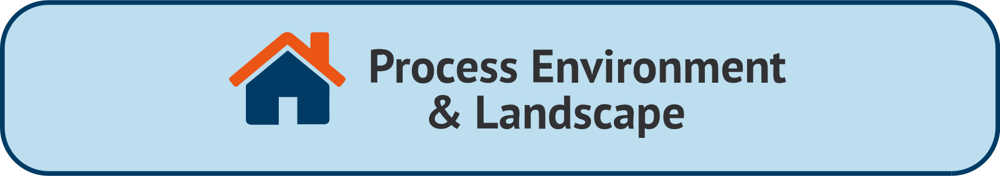 Process Environment
& Landscape